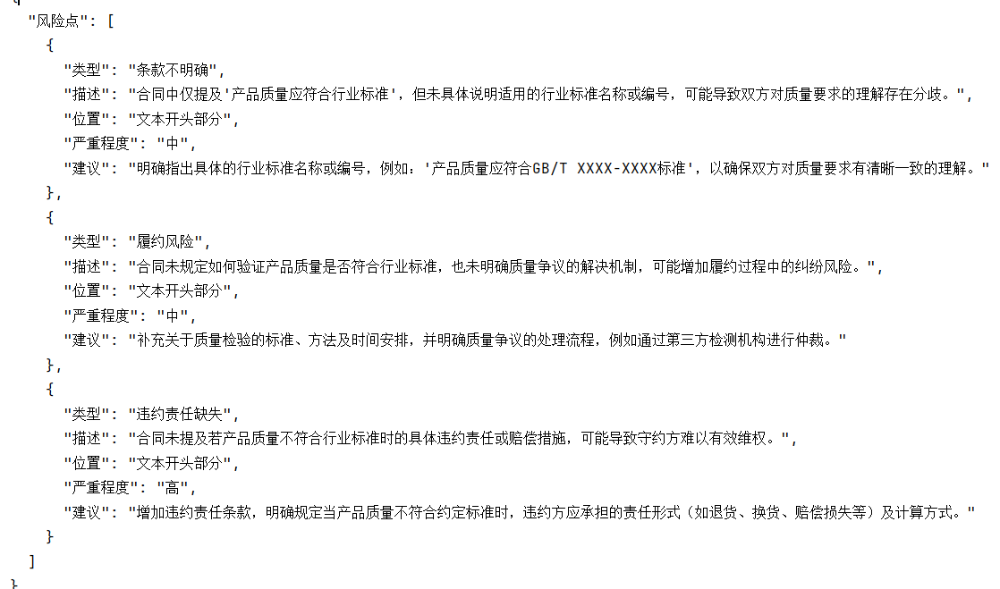 {
"风险点": [
{
"类型": "条款不明确",
"描述": "合同中仅提及'产品质量应符合行业标准'，但未具体说明适用的行业标准名称或编号，可能导致双方对质量要求的理解存在分歧。",
"位置": "文本开头部分",
"严重程度": "中",
"建议": "明确指出具体的行业标准名称或编号，例如：'产品质量应符合GB/T XXXX-XXXX标准'，以确保双方对质量要求有清晰一致的理解。"
},
{
"类型": "履约风险",
"描述": "合同未规定如何验证产品质量是否符合行业标准，也未明确质量争议的解决机制，可能增加履约过程中的纠纷风险。",
"位置": "文本开头部分",
"严重程度": "中",
"建议": "补充关于质量检验的标准、方法及时间安排，并明确质量争议的处理流程，例如通过第三方检测机构进行仲裁。"
},
{
"类型": "违约责任缺失",
"描述": "合同未提及若产品质量不符合行业标准时的具体违约责任或赔偿措施，可能导致守约方难以有效维权。",
"位置": "文本开头部分",
"严重程度": "高",
"建议": "增加违约责任条款，明确规定当产品质量不符合约定标准时，违约方应承担的责任形式（如退货、换货、赔偿损失等）及计算方式。"
}
]
}